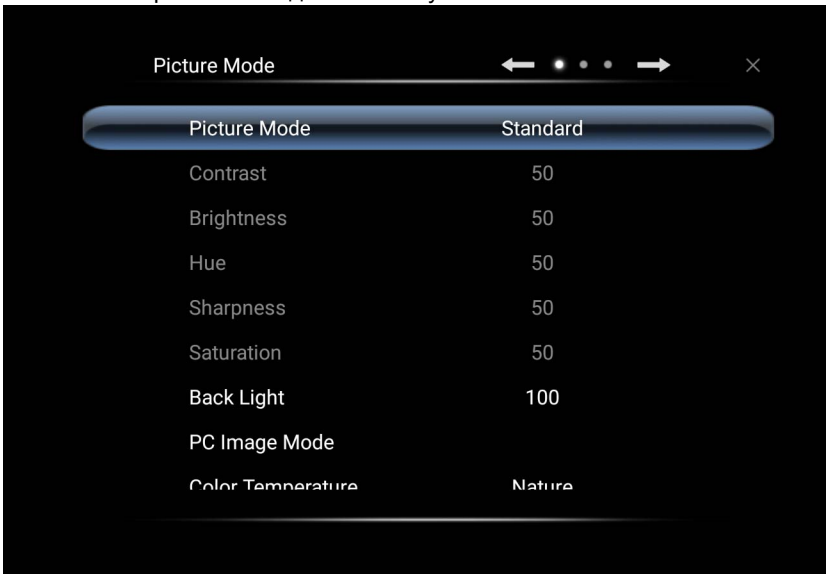 Picture Mode
Picture Mode Standard
Contrast 50
Brightness 50
Hue 50
Sharpness 50
Saturation 50
Back Light 100
PC Image Mode
Color Temperature Nature